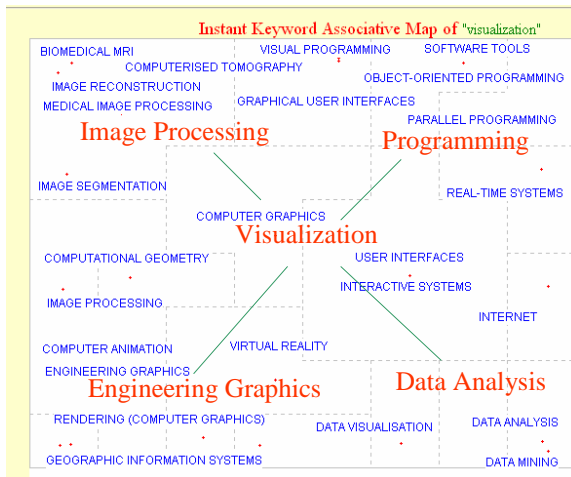 Instant Keyword Associative Map of "visualization"
BIOMEDICAL MRI
VISUAL PROGRAMMING
SOFTWARE TOOLS
COMPUTERISED TOMOGRAPHY
OBJECT-ORIENTED PROGRAMMING
IMAGE RECONSTRUCTION
MEDICAL IMAGE PROCESSING
GRAPHICAL USER INTERFACES
PARALLEL PROGRAMMING
Image Processing
Programming
IMAGE SEGMENTATION
REAL-TIME SYSTEMS
COMPUTER GRAPHICS
Visualization
COMPUTATIONAL GEOMETRY
USER INTERFACES
INTERACTIVE SYSTEMS
IMAGE PROCESSING
INTERNET
COMPUTER ANIMATION
VIRTUAL REALITY
ENGINEERING GRAPHICS
Engineering Graphics
Data Analysis
RENDERING (COMPUTER GRAPHICS)
DATA VISUALISATION
DATA ANALYSIS
GEOGRAPHIC INFORMATION SYSTEMS
DATA MINING